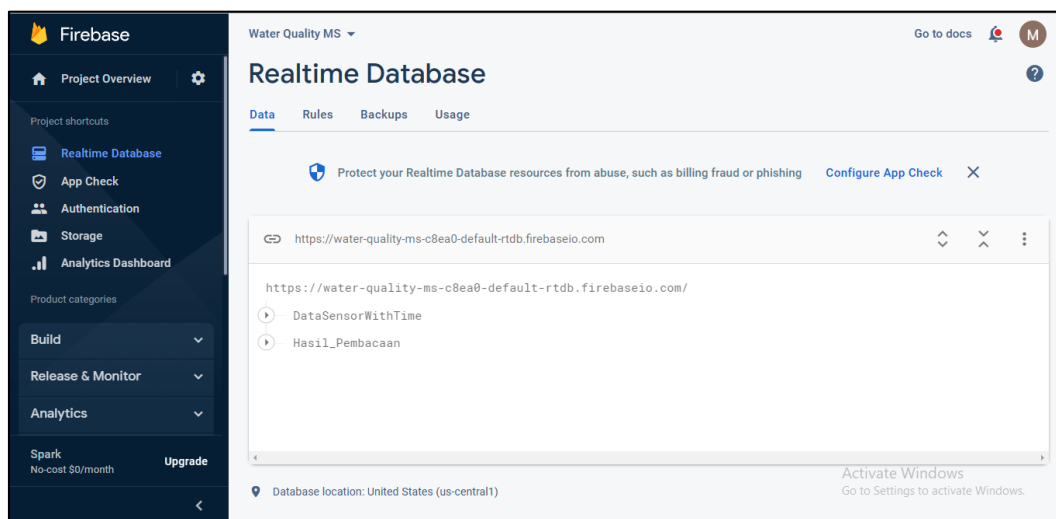 Firebase
Project Overview
Project shortcuts
Realtime Database
App Check
Authentication
Storage
Analytics Dashboard
Product categories
Build
Release & Monitor
Analytics
Spark
No-cost $0/month
Upgrade
Water Quality MS
Go to docs
M
Realtime Database
?
Data Rules Backups Usage
Protect your Realtime Database resources from abuse, such as billing fraud or phishing Configure App Check
https://water-quality-ms-c8ea0-default-rtdb.firebaseio.com
https://water-quality-ms-c8ea0-default-rtdb.firebaseio.com/
DataSensorWithTime
Hasil_Pembacaan
Database location: United States (us-central1)
Activate Windows
Go to Settings to activate Windows.